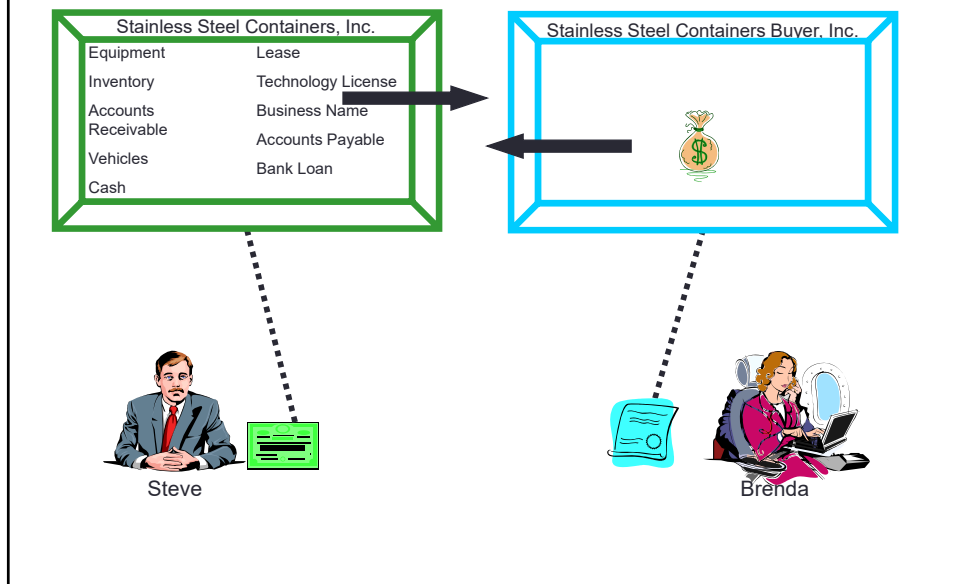 Stainless Steel Containers, Inc.
Equipment
Inventory
Accounts
Receivable
Vehicles
Cash
Lease
Technology License
Business Name
Accounts Payable
Bank Loan
Stainless Steel Containers Buyer, Inc.
$
Steve
Brenda